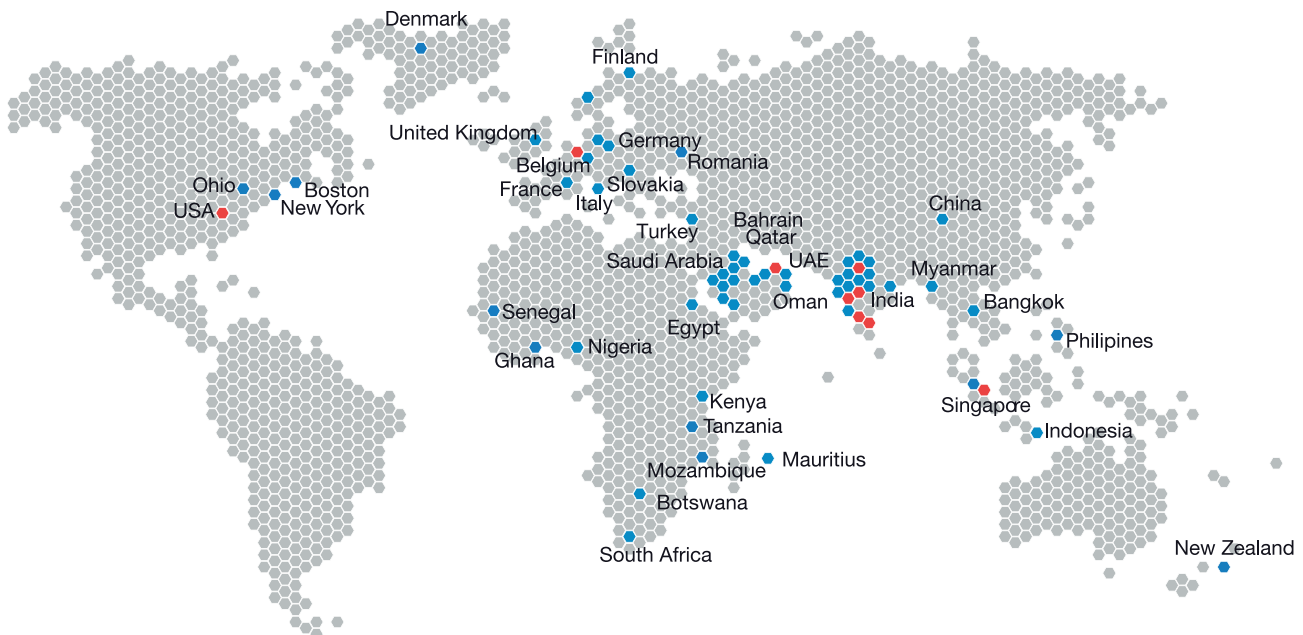 Denmark
Finland
United Kingdom
Germany
Belgium
Romania
Ohio
Boston
France
Slovakia
USA
New York
Italy
China
Turkey
Bahrain
Qatar
Saudi Arabia
UAE
Myanmar
Oman
India
Bangkok
Senegal
Egypt
Ghana
Nigeria
Philipines
Kenya
Singapore
Tanzania
Indonesia
Mozambique
Mauritius
Botswana
South Africa
New Zealand